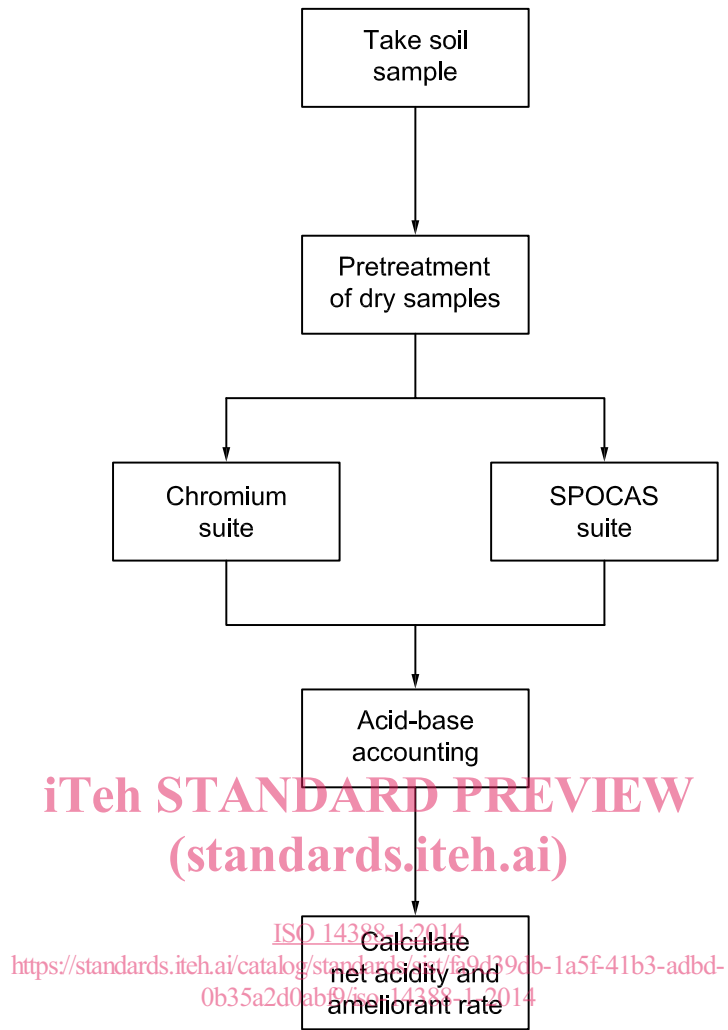 Take soil
sample
Pretreatment
of dry samples
Chromium
suite
SPOCAS
suite
Acid-base
accounting
iTeh STANDARD PREVIEW
(standards.iteh.ai)
ISO 14388-1:2014
Calculate
https://standards.iteh.ai/catalog/standards/sist/fa9d39db-1a5f-41b3-adbd-
net acidity and
0b35a2d0abf9/iso-14388-1-2014
ameliorant rate